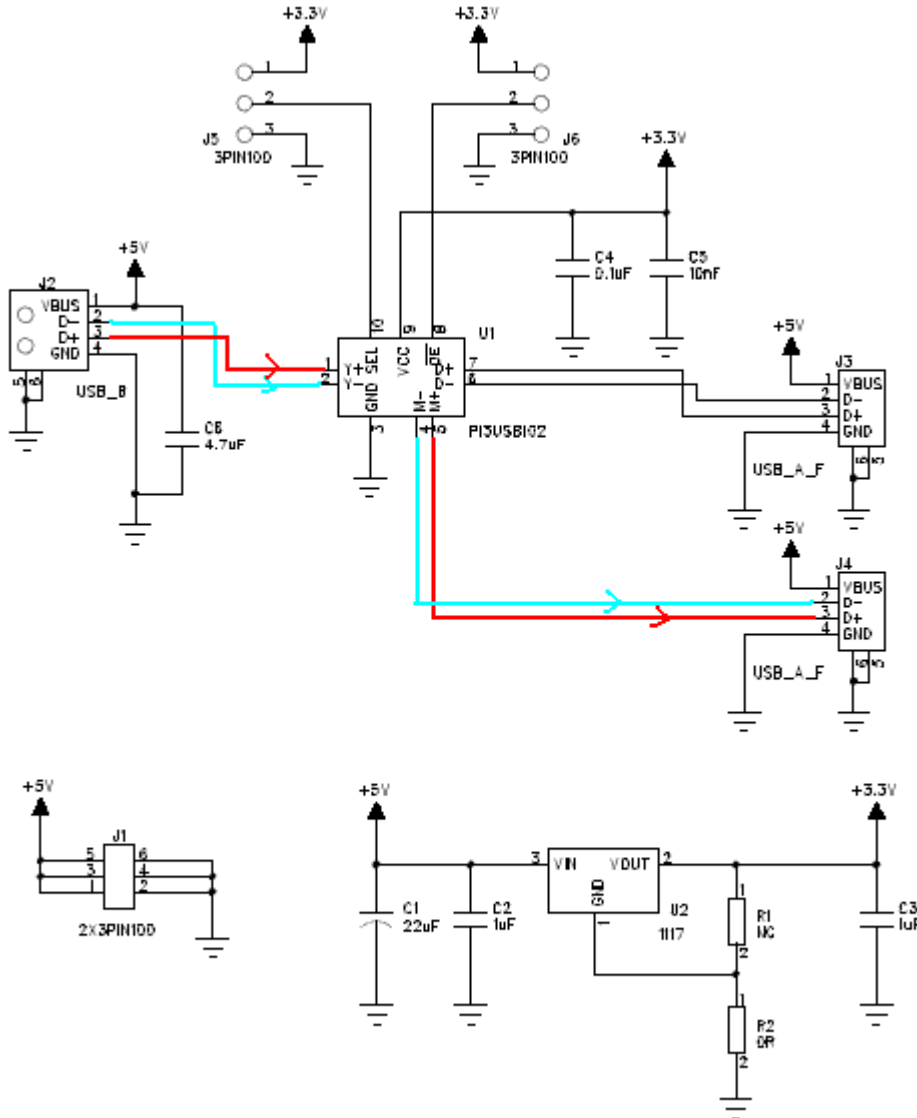 +3.3V
+3.3V
1
2
3
J5
3PIN100
1
2
3
J6
3PIN100
+3.3V
C4
0.1uF
C5
10nF
+5V
J2
VBUS
D-
D+
GND
1
2
3
4
5
6
USB_B
C6
4.7uF
10
9
8
U1
SEL
VCC
OE
1
2
Y+
Y-
D+
D-
7
6
GND
M-
M+
3
4
5
PI3USB102
+5V
J3
1
2
3
4
VBUS
D-
D+
GND
USB_A_F
+5V
J4
1
2
3
4
VBUS
D-
D+
GND
USB_A_F
+5V
J1
5
3
1
6
4
2
2X3PIN100
+5V
C1
22uF
C2
1uF
3
VIN
VOUT
2
GND
1
U2
1117
1
R1
NC
2
1
R2
0R
2
+3.3V
C3
1uF